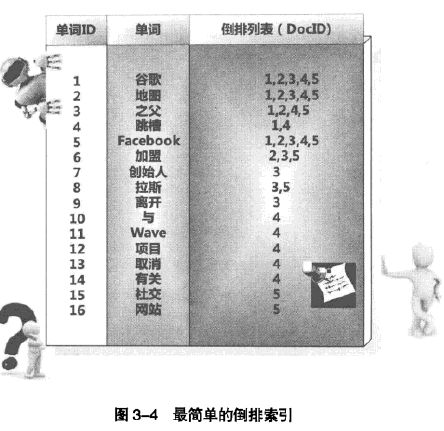 单词ID 单词 倒排列表（DocID）
1 谷歌 1,2,3,4,5
2 地图 1,2,3,4,5
3 之父 1,2,4,5
4 跳槽 1,4
5 Facebook 1,2,3,4,5
6 加盟 2,3,5
7 创始人 3
8 拉斯 3,5
9 离开 3
10 与 4
11 Wave 4
12 项目 4
13 取消 4
14 有关 4
15 社交 5
16 网站 5
图 3-4 最简单的倒排索引